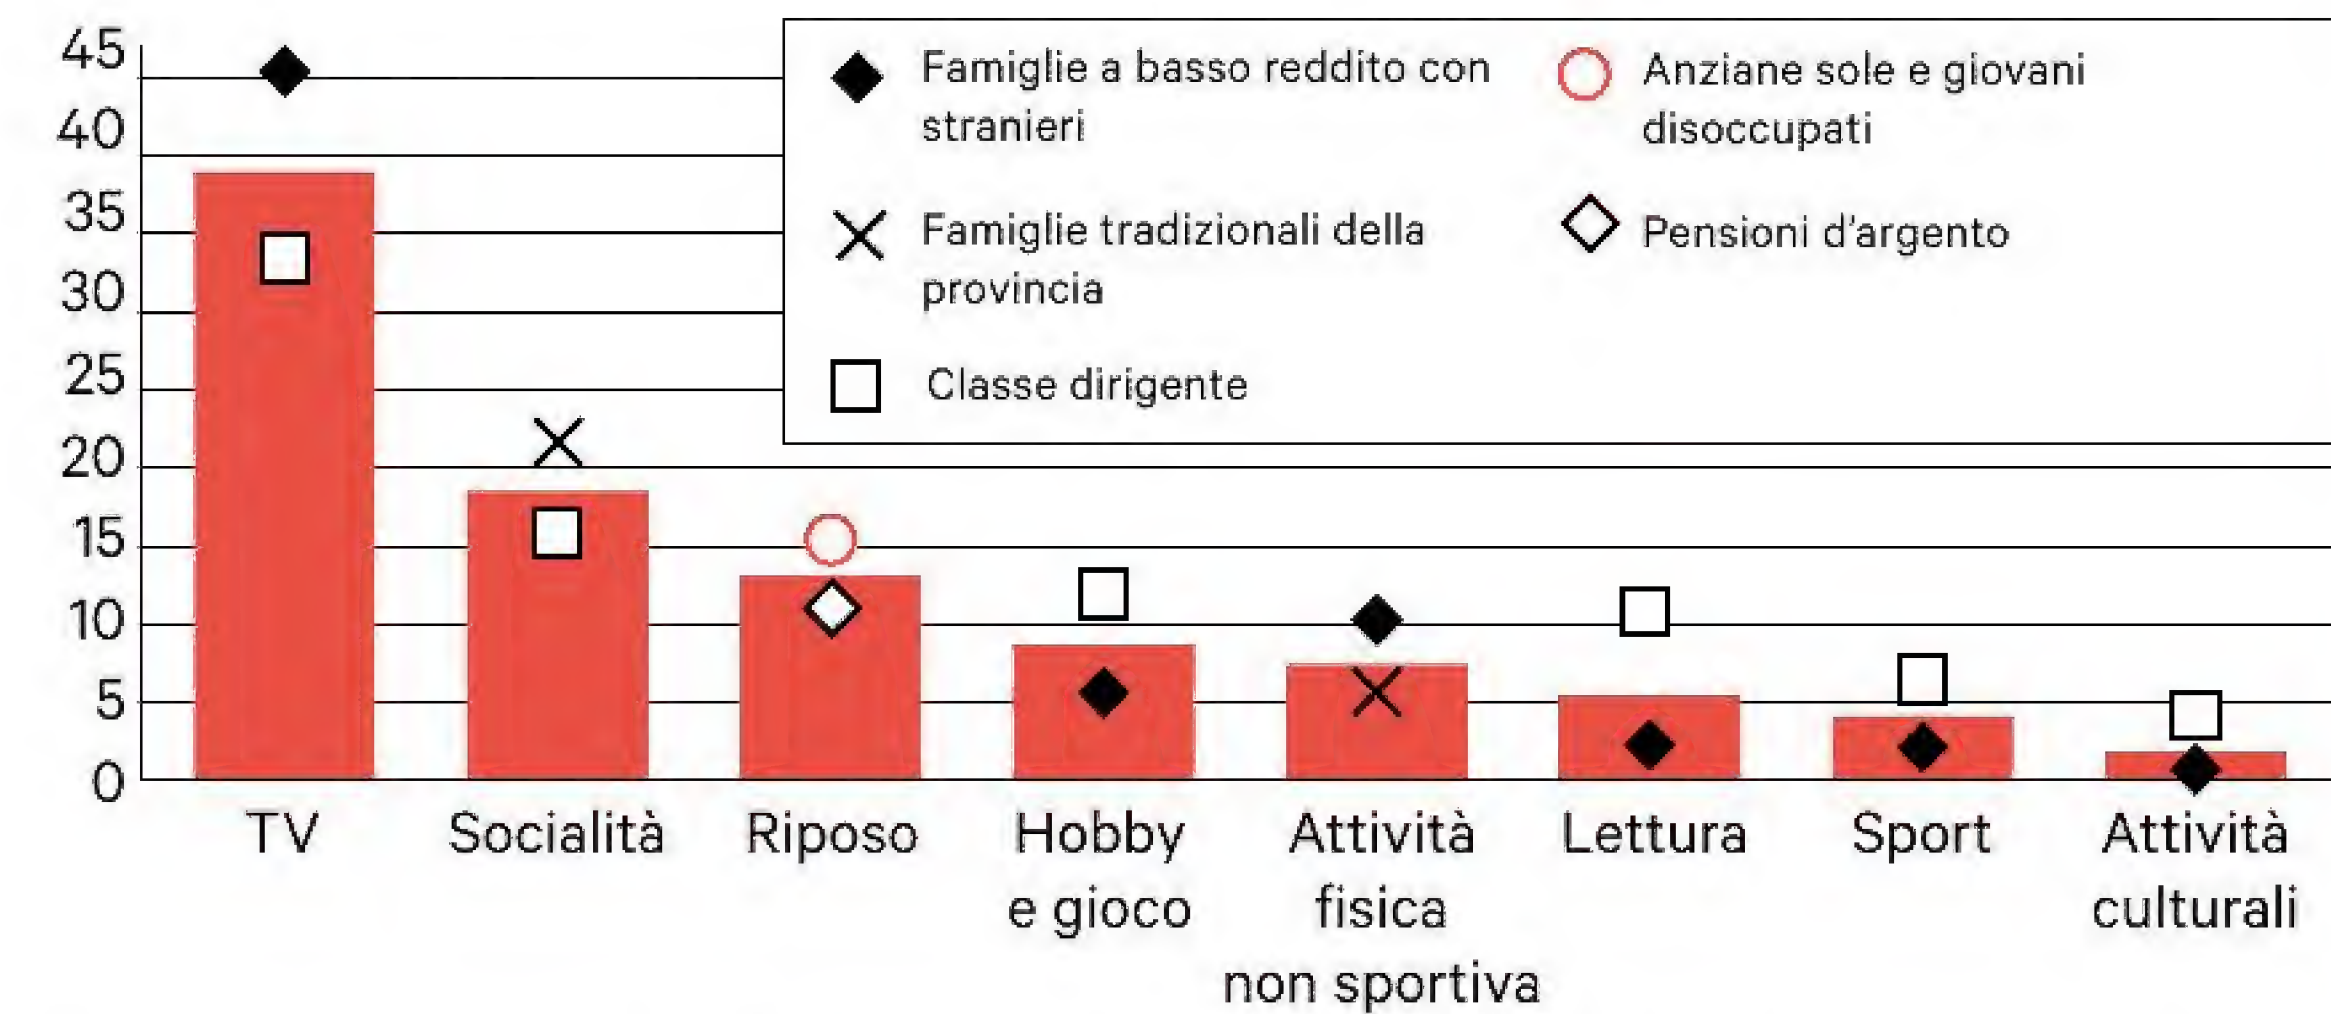 45
40
35
30
25
20
15
10
5
0
Famiglie a basso reddito con
stranieri
Famiglie tradizionali della
provincia
Classe dirigente
Anziane sole e giovani
disoccupati
Pensioni d'argento
TV
Socialità
Riposo
Hobby
e gioco
Attività
fisica
non sportiva
Lettura
Sport
Attività
culturali